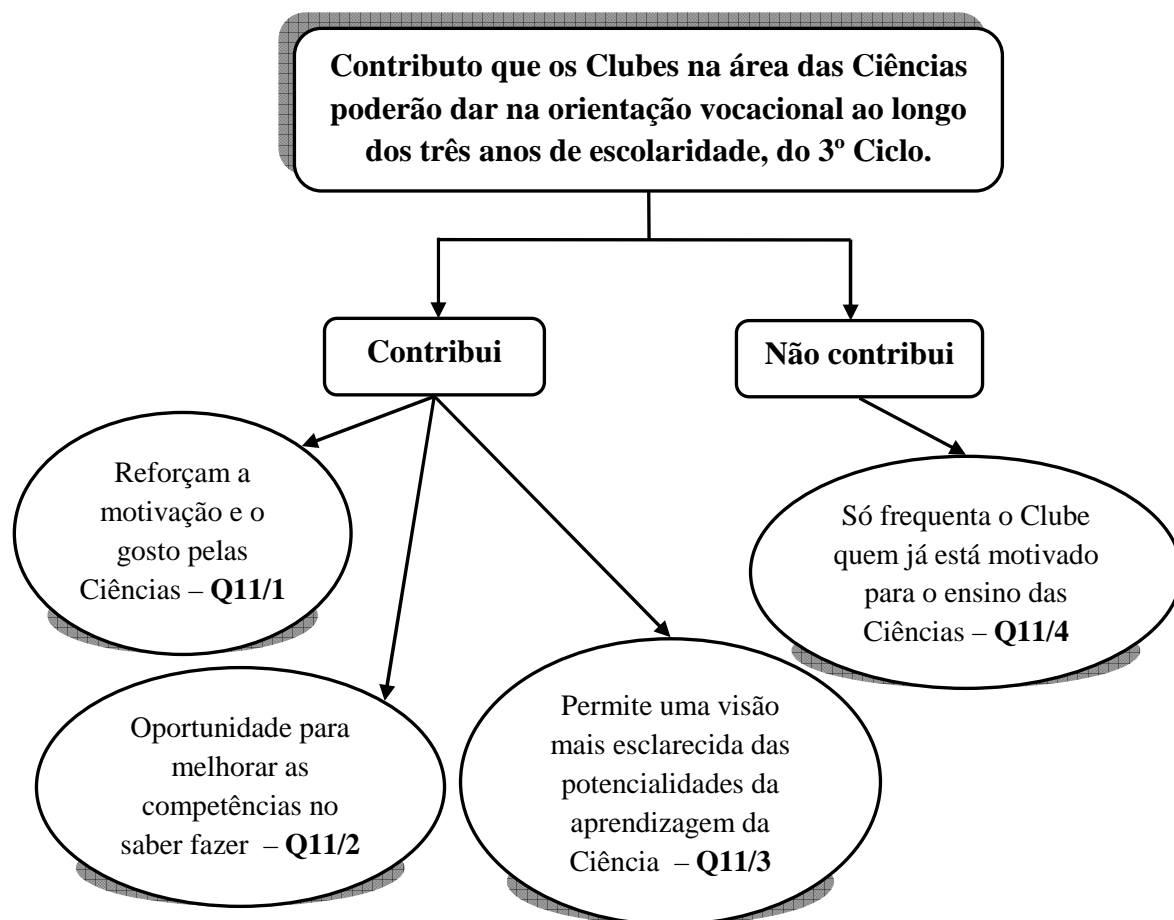 Contributo que os Clubes na área das Ciências
poderão dar na orientação vocacional ao longo
dos três anos de escolaridade, do 3º Ciclo.
Contribui
Não contribui
Reforçam a
motivação e o
gosto pelas
Ciências – Q11/1
Só frequenta o Clube
quem já está motivado
para o ensino das
Ciências – Q11/4
Oportunidade para
melhorar as
competências no
saber fazer – Q11/2
Permite uma visão
mais esclarecida das
potencialidades da
aprendizagem da
Ciência – Q11/3